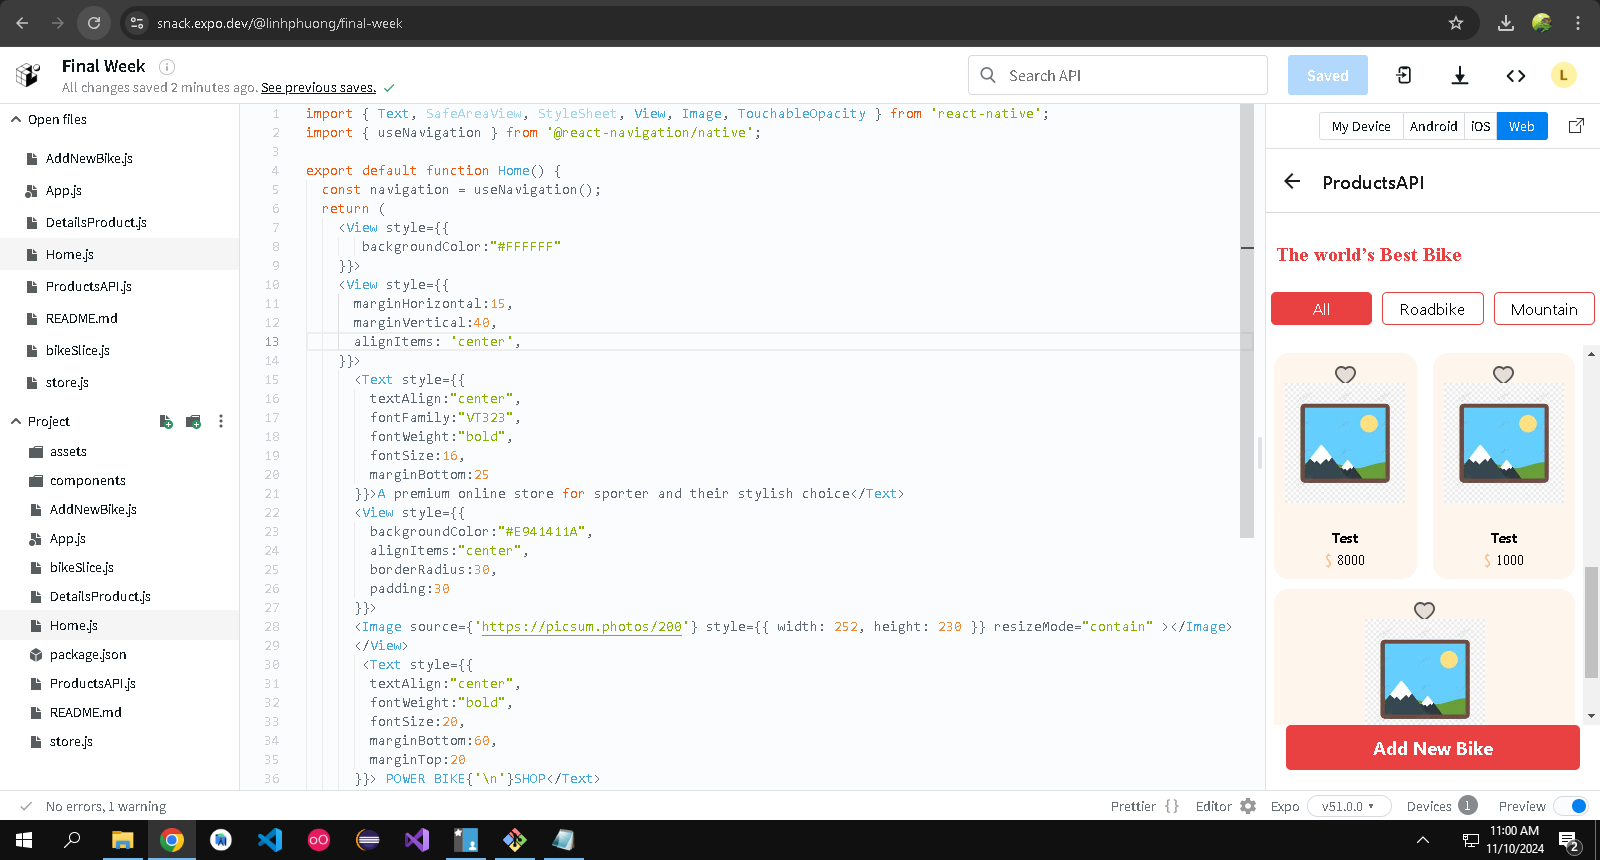 snack.expo.dev/@linhphuong/final-week
Final Week
All changes saved 2 minutes ago. See previous saves.
Search API
Saved
L
Open files
AddNewBike.js
App.js
DetailsProduct.js
Home.js
ProductsAPI.js
README.md
bikeSlice.js
store.js
Project
assets
components
AddNewBike.js
App.js
bikeSlice.js
DetailsProduct.js
Home.js
package.json
ProductsAPI.js
README.md
store.js
1 import { Text, SafeAreaView, StyleSheet, View, Image, TouchableOpacity } from 'react-native';
2 import { useNavigation } from '@react-navigation/native';
3
4 export default function Home() {
5 const navigation = useNavigation();
6 return (
7 <View style={{
8 backgroundColor:"#FFFFFF"
9 }}>
10 <View style={{
11 marginHorizontal:15,
12 marginVertical:40,
13 alignItems: 'center',
14 }}>
15 <Text style={{
16 textAlign:"center",
17 fontFamily:"VT323",
18 fontWeight:"bold",
19 fontSize:16,
20 marginBottom:25
21 }}>A premium online store for sporter and their stylish choice</Text>
22 <View style={{
23 backgroundColor:"#E941411A",
24 alignItems:"center",
25 borderRadius:30,
26 padding:30
27 }}>
28 <Image source={'https://picsum.photos/200'} style={{ width: 252, height: 230 }} resizeMode="contain" ></Image>
29 </View>
30 <Text style={{
31 textAlign:"center",
32 fontWeight:"bold",
33 fontSize:20,
34 marginBottom:60,
35 marginTop:20
36 }}> POWER BIKE{'\n'}SHOP</Text>
My Device Android iOS Web
ProductsAPI
The world's Best Bike
All Roadbike Mountain
Test Test
$ 8000 $ 1000
Add New Bike
No errors, 1 warning
Prettier {} Editor Expo v51.0.0 Devices 1 Preview
11:00 AM
11/10/2024
2